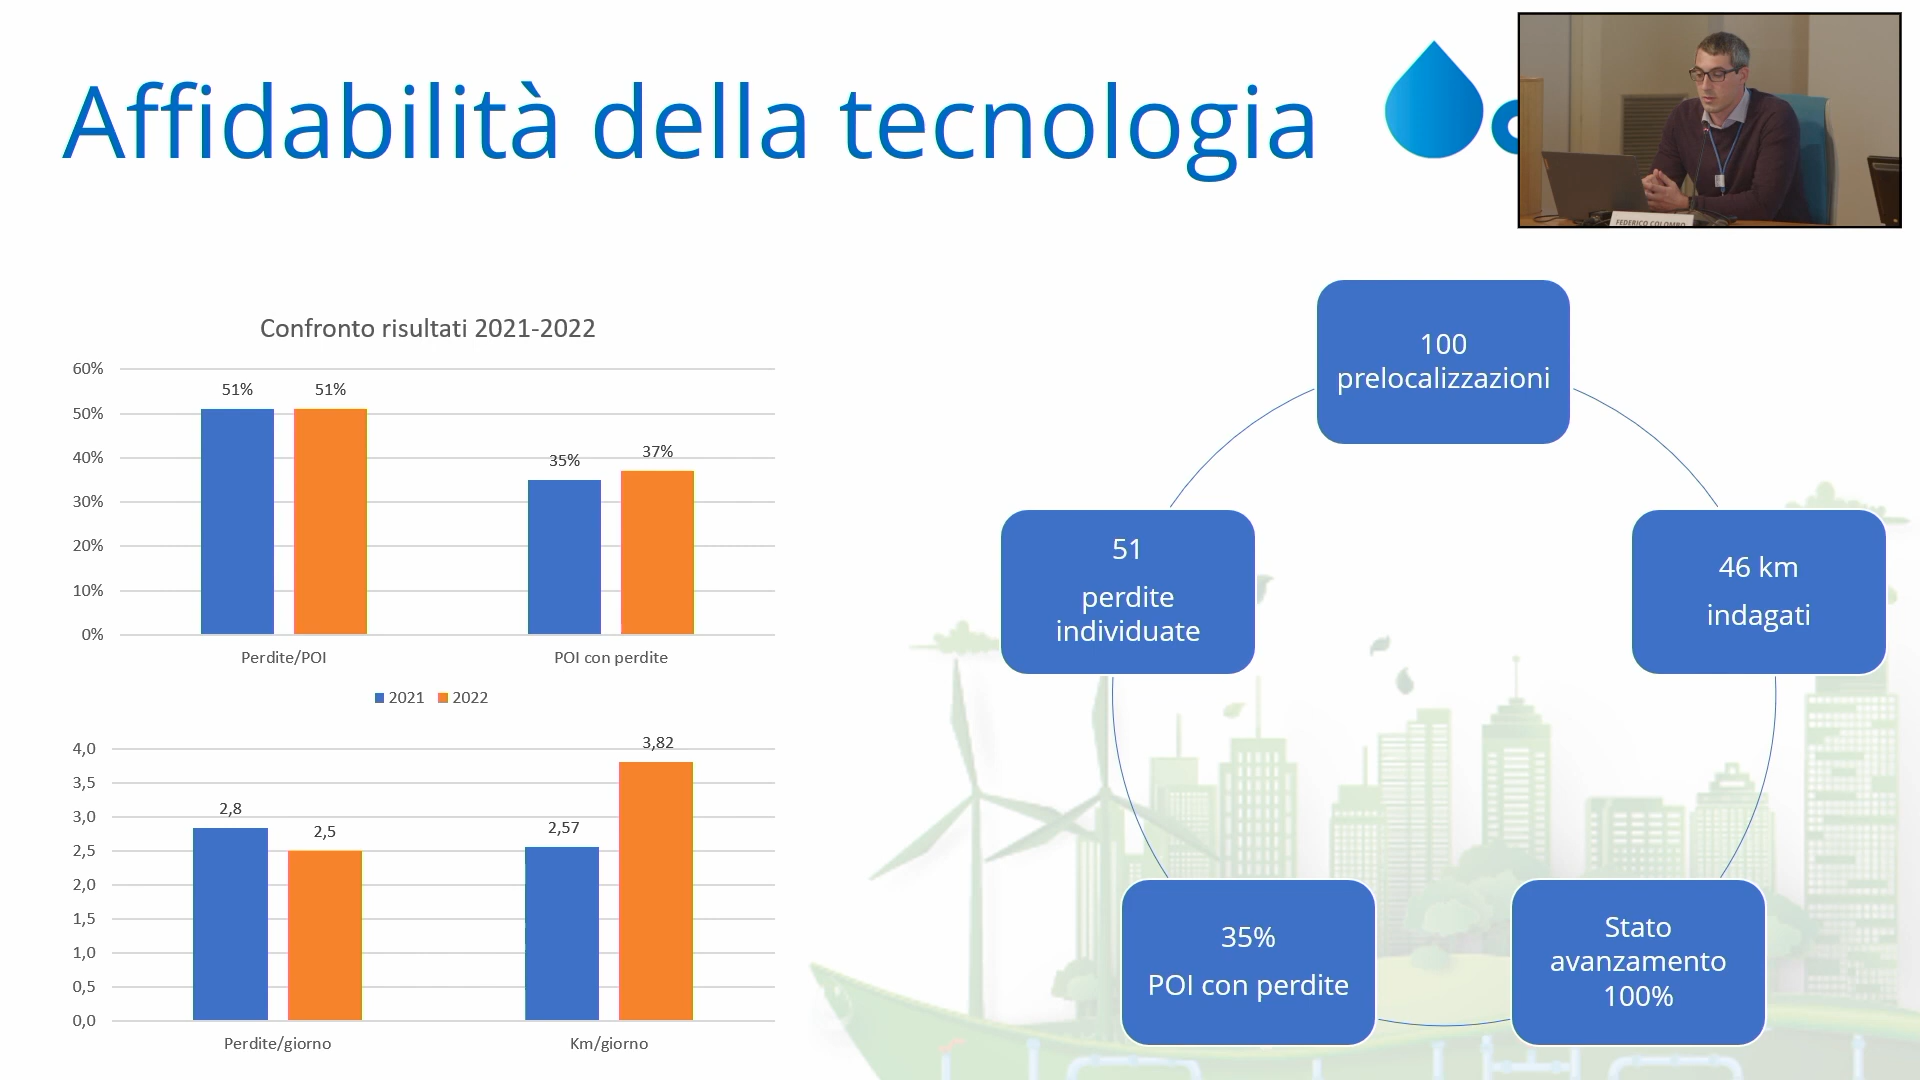 Affidabilità della tecnologia
FEDERICO COLOMBO
Confronto risultati 2021-2022
60%
50%
40%
30%
20%
10%
0%
51%
51%
35%
37%
Perdite/POI
POI con perdite
2021
2022
4,0
3,5
3,0
2,5
2,0
1,5
1,0
0,5
0,0
2,8
2,5
2,57
3,82
Perdite/giorno
Km/giorno
100
prelocalizzazioni
46 km
indagati
Stato
avanzamento
100%
35%
POI con perdite
51
perdite
individuate